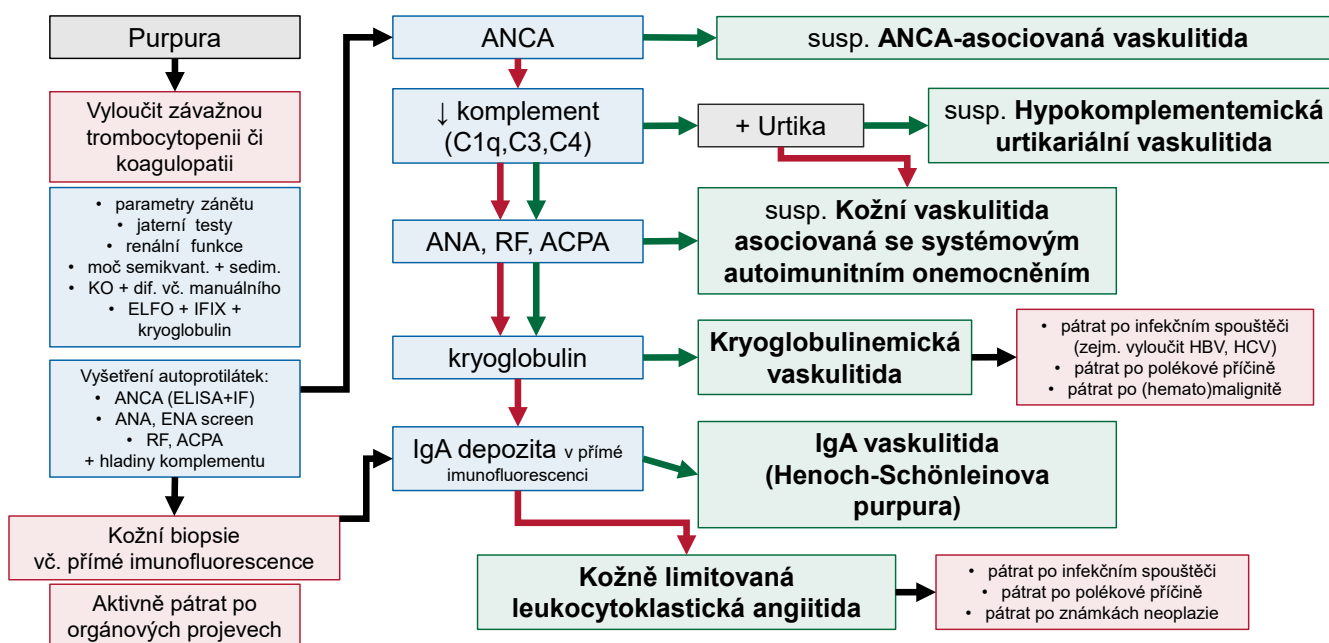 Purpura
Vyloučit závažnou
trombocytopenii či
koagulopatii
• parametry zánětu
• jaterní testy
• renální funkce
• moč semikvant. + sedim.
• KO + dif. vč. manuálního
• ELFO + IFIX +
kryoglobulin
Vyšetření autoprotilátek:
• ANCA (ELISA+IF)
• ANA, ENA screen
• RF, ACPA
+ hladiny komplementu
Kožní biopsie
vč. přímé imunofluorescence
Aktivně pátrat po
orgánových projevech
ANCA
susp. ANCA-asociovaná vaskulitida
↓ komplement
(C1q,C3,C4)
+ Urtika
susp. Hypokomplementemická
urtikariální vaskulitida
ANA, RF, ACPA
susp. Kožní vaskulitida
asociovaná se systémovým
autoimunitním onemocněním
kryoglobulin
Kryoglobulinemická
vaskulitida
• pátrat po infekčním spouštěči
(zejm. vyloučit HBV, HCV)
• pátrat po polékové příčině
• pátrat po (hemato)malignitě
IgA depozita v přímé
imunofluorescenci
IgA vaskulitida
(Henoch-Schönleinova
purpura)
Kožně limitovaná
leukocytoklastická angiitida
• pátrat po infekčním spouštěči
• pátrat po polékové příčině
• pátrat po známkách neoplazie